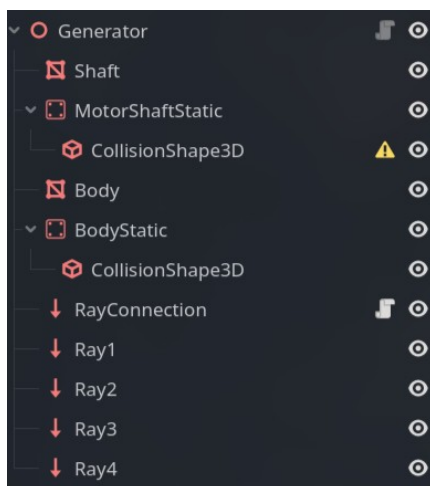 Generator
Shaft
MotorShaftStatic
CollisionShape3D
Body
BodyStatic
CollisionShape3D
RayConnection
Ray1
Ray2
Ray3
Ray4